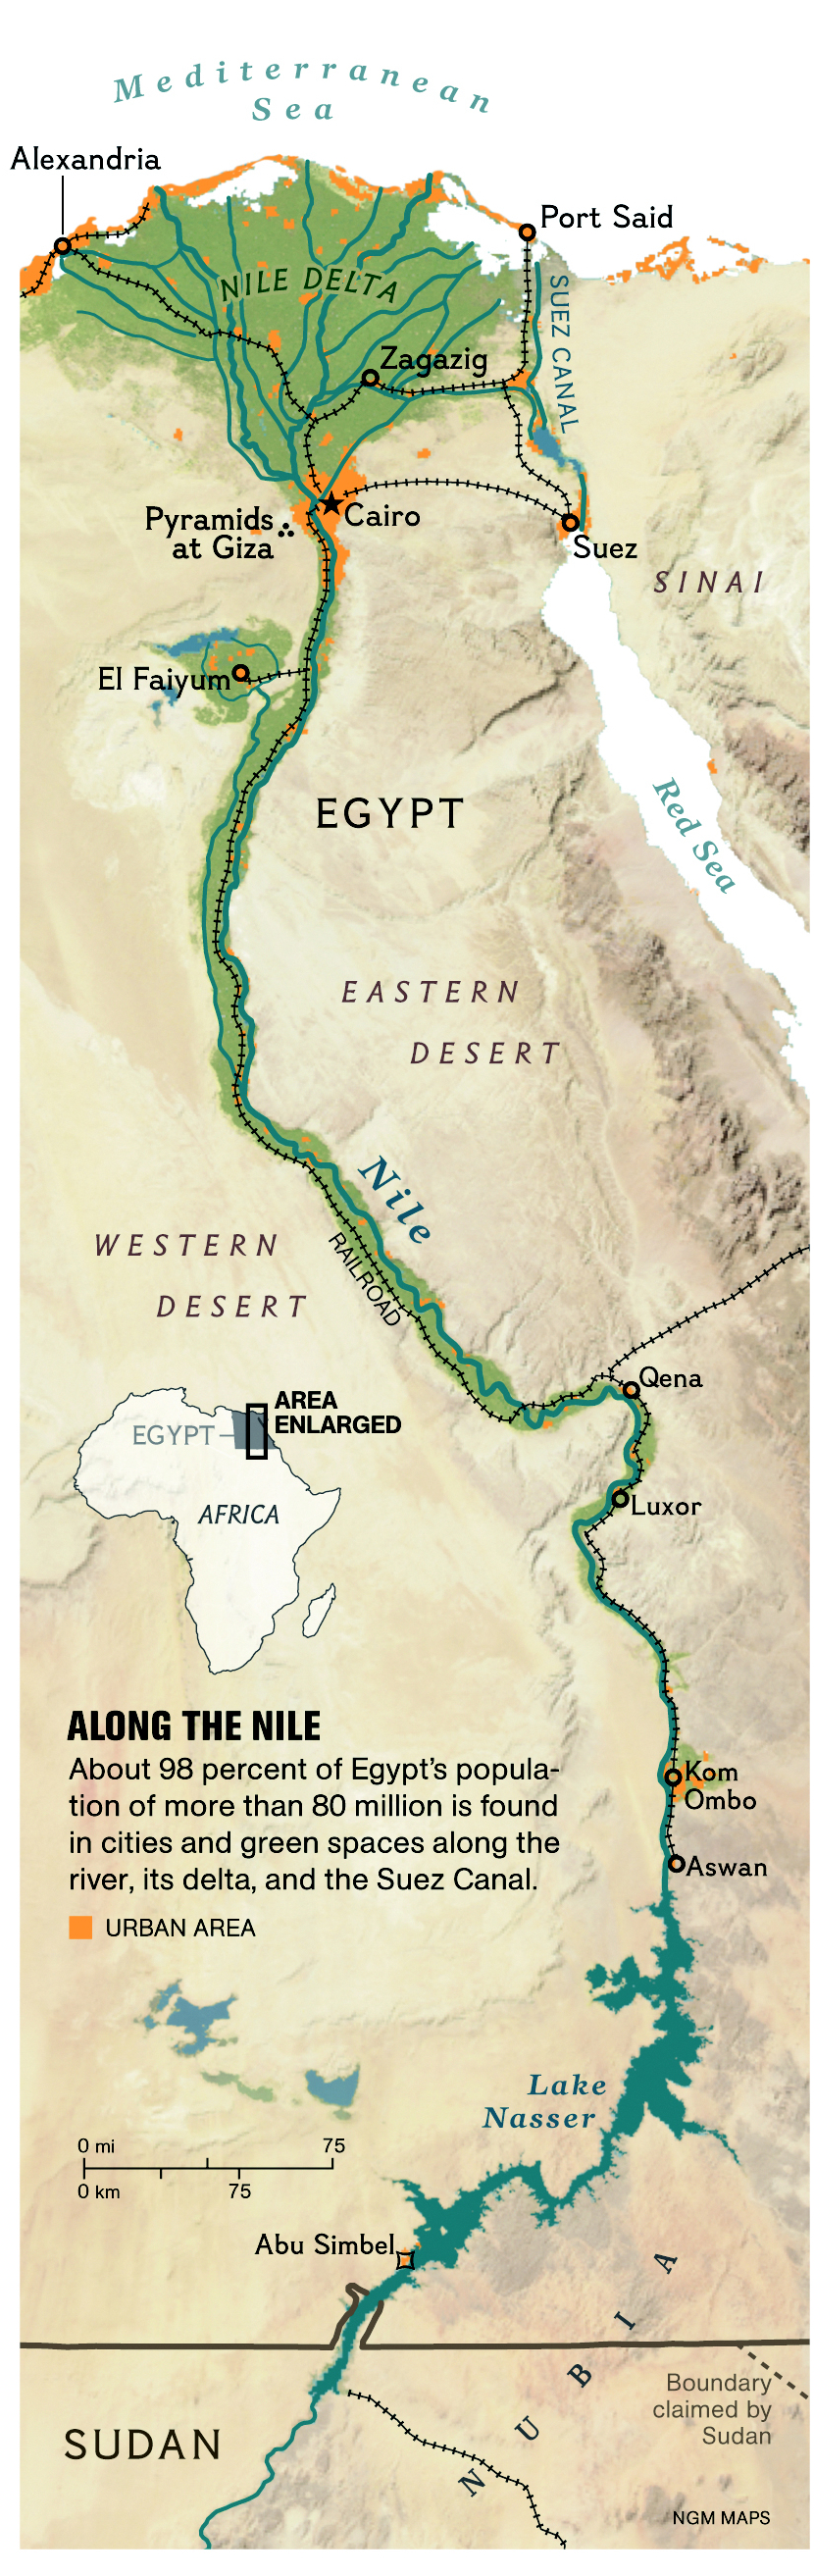 Mediterranean
Sea
Alexandria
Port Said
NILE DELTA
SUEZ CANAL
Zagazig
Pyramids
at Giza
Cairo
Suez
SINAI
El Faiyum
EGYPT
Red Sea
EASTERN
DESERT
Nile
WESTERN
DESERT
RAILROAD
Qena
AREA
ENLARGED
EGYPT
AFRICA
Luxor
ALONG THE NILE
About 98 percent of Egypt's popula-
tion of more than 80 million is found
in cities and green spaces along the
river, its delta, and the Suez Canal.
URBAN AREA
Kom
Ombo
Aswan
Lake
Nasser
0 mi 75
0 km 75
Abu Simbel
NUBIA
Boundary
claimed by
Sudan
SUDAN
NGM MAPS